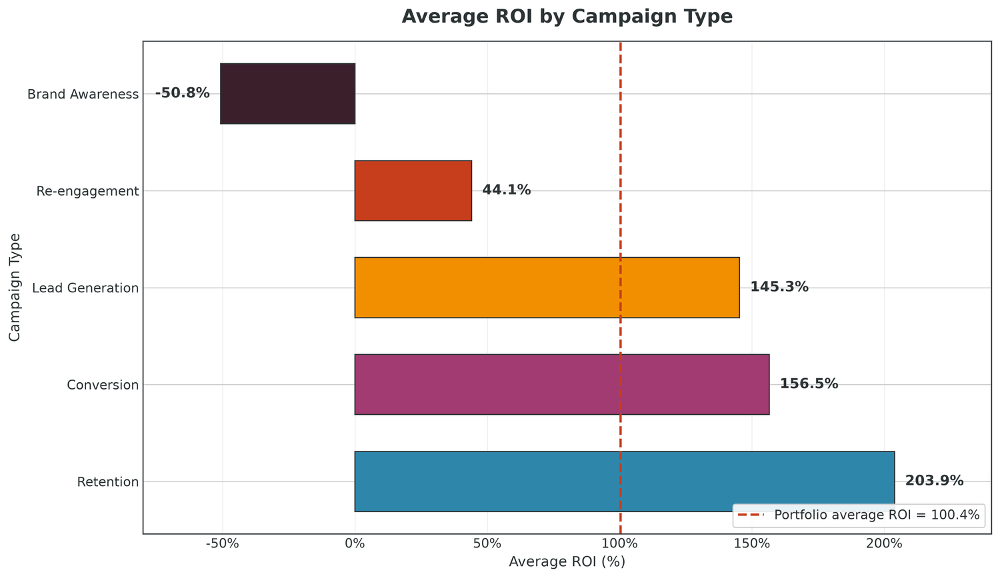 Average ROI by Campaign Type
Campaign Type
Brand Awareness
-50.8%
Re-engagement
44.1%
Lead Generation
145.3%
Conversion
156.5%
Retention
203.9%
Portfolio average ROI = 100.4%
-50% 0% 50% 100% 150% 200%
Average ROI (%)